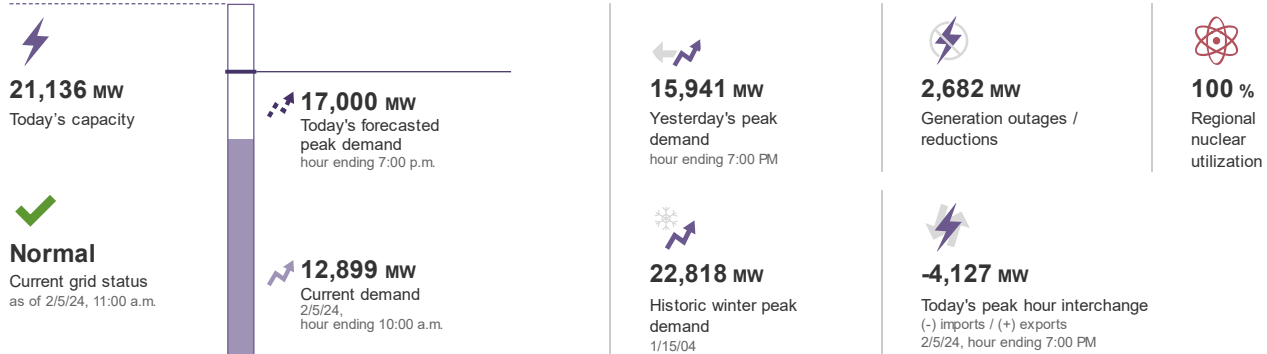 21,136 MW
Today's capacity
Normal
Current grid status
as of 2/5/24, 11:00 a.m.
17,000 MW
Today's forecasted
peak demand
hour ending 7:00 p.m.
12,899 MW
Current demand
2/5/24,
hour ending 10:00 a.m.
15,941 MW
Yesterday's peak
demand
hour ending 7:00 PM
22,818 MW
Historic winter peak
demand
1/15/04
2,682 MW
Generation outages /
reductions
-4,127 MW
Today's peak hour interchange
(-) imports / (+) exports
2/5/24, hour ending 7:00 PM
100 %
Regional
nuclear
utilization